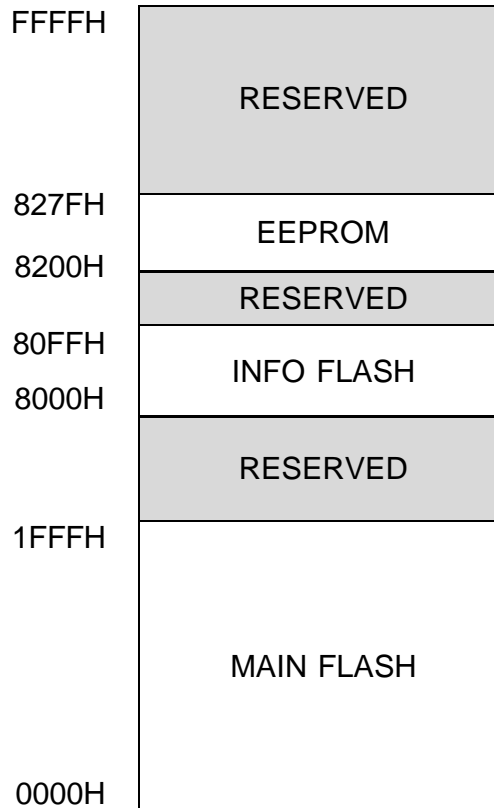 FFFFH
RESERVED
827FH
EEPROM
8200H
RESERVED
80FFH
INFO FLASH
8000H
RESERVED
1FFFH
MAIN FLASH
0000H